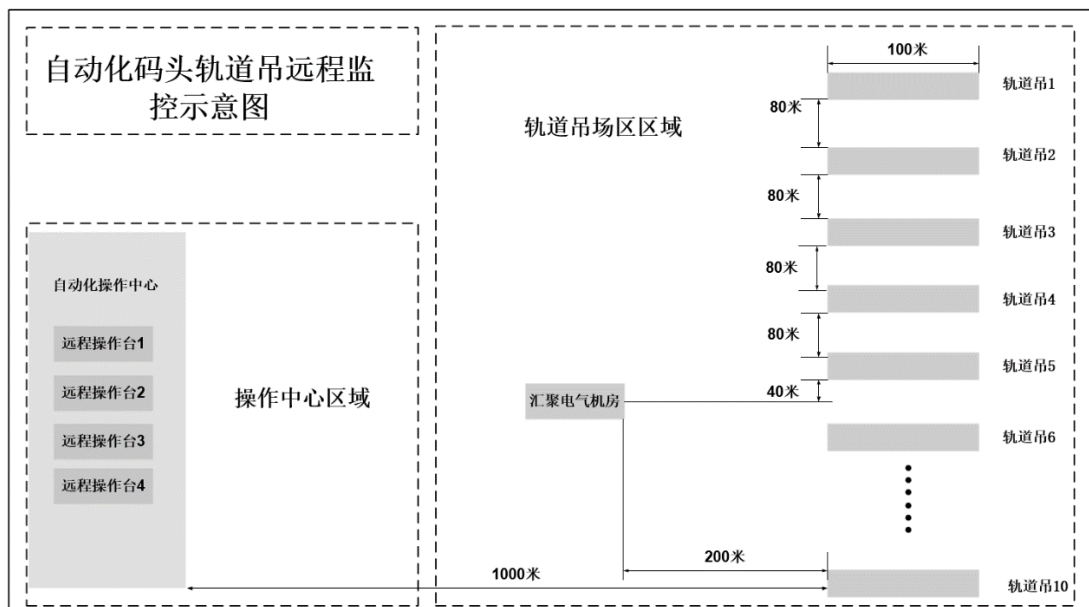 自动化码头轨道吊远程监
控示意图
轨道吊场区区域
100米
轨道吊1
80米
轨道吊2
80米
轨道吊3
80米
轨道吊4
80米
轨道吊5
40米
汇聚电气机房
轨道吊6
200米
1000米
轨道吊10
自动化操作中心
远程操作台1
远程操作台2
远程操作台3
远程操作台4
操作中心区域